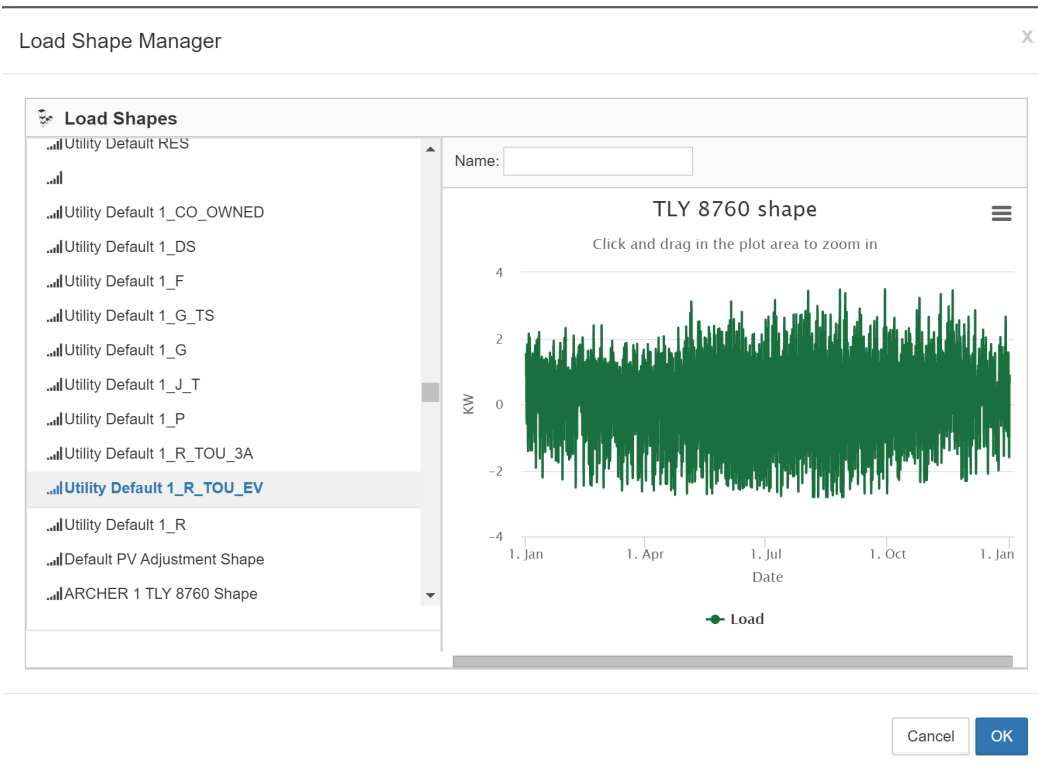 Load Shape Manager
x
Load Shapes
Utility Default RES
Utility Default 1_CO_OWNED
Utility Default 1_DS
Utility Default 1_F
Utility Default 1_G_TS
Utility Default 1_G
Utility Default 1_J_T
Utility Default 1_P
Utility Default 1_R_TOU_3A
Utility Default 1_R_TOU_EV
Utility Default 1_R
Default PV Adjustment Shape
ARCHER 1 TLY 8760 Shape
Name:
TLY 8760 shape
Click and drag in the plot area to zoom in
KW
4
2
0
−2
−4
1. Jan 1. Apr 1. Jul 1. Oct 1. Jan
Date
Load
Cancel OK